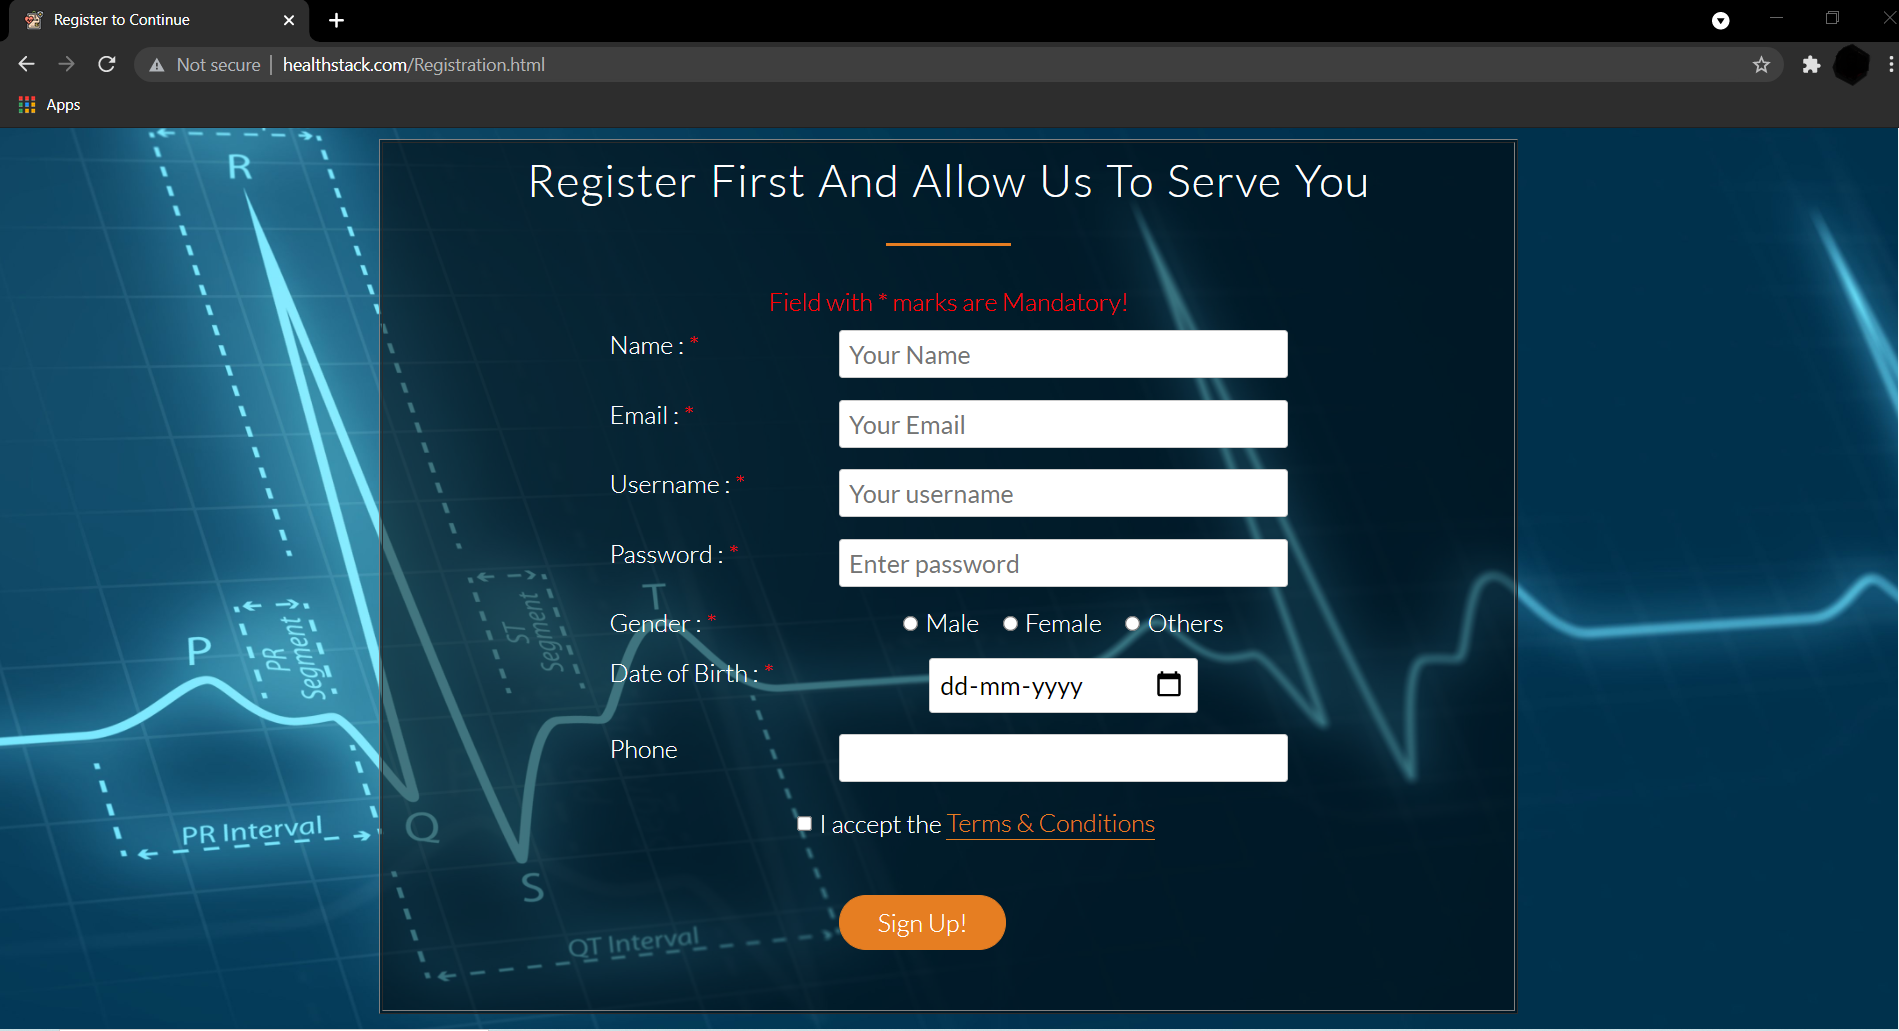 Register to Continue
Not secure | healthstack.com/Registration.html
Apps
R
Register First And Allow Us To Serve You
Field with * marks are Mandatory!
Name : *
Your Name
Email : *
Your Email
Username : *
Your username
Password : *
Enter password
T
ST
Segment
Gender : *
Male
Female
Others
P
PR
Segment
Date of Birth : *
dd-mm-yyyy
Phone
I accept the Terms & Conditions
PR Interval
Q
S
Sign Up!
QT Interval